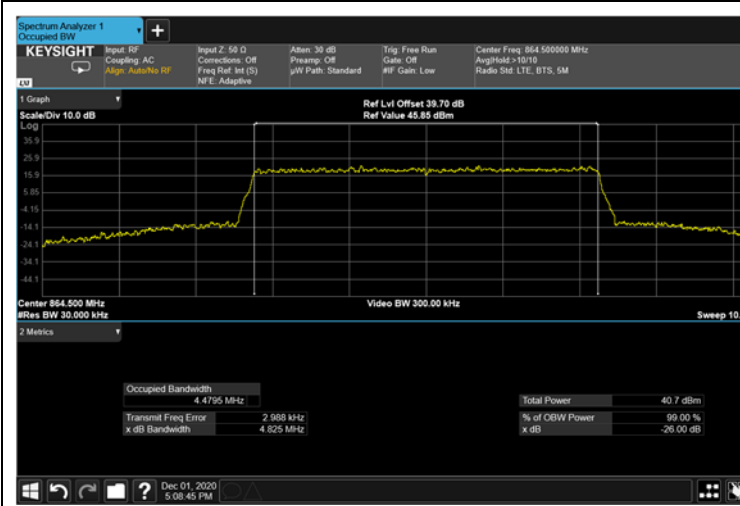 Spectrum Analyzer 1
Occupied BW
KEYSIGHT
LXI
Input: RF
Coupling: AC
Align: Auto/No RF
Input Z: 50 Ω
Corrections: Off
Freq Ref: Int (S)
NFE: Adaptive
Atten: 30 dB
Preamp: Off
µW Path: Standard
Trig: Free Run
Gate: Off
#IF Gain: Low
Center Freq: 864.500000 MHz
Avg|Hold:>10/10
Radio Std: LTE, BTS, 5M
1 Graph
Scale/Div 10.0 dB
Ref Lvl Offset 39.70 dB
Ref Value 45.85 dBm
Log
35.9
25.9
15.9
5.85
-4.15
-14.1
-24.1
-34.1
-44.1
Center 864.500 MHz
#Res BW 30.000 kHz
Video BW 300.00 kHz
Sweep 10.
2 Metrics
Occupied Bandwidth
4.4795 MHz
Transmit Freq Error 2.988 kHz
x dB Bandwidth 4.825 MHz
Total Power 40.7 dBm
% of OBW Power 99.00 %
x dB -26.00 dB
?
Dec 01, 2020
5:08:45 PM